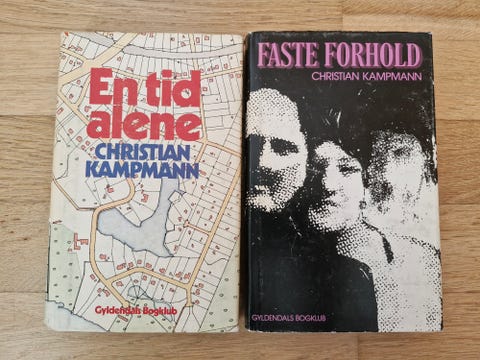 En tid
alene
CHRISTIAN
KAMPMANN
Gyldendals Bogklub
FASTE FORHOLD
CHRISTIAN KAMPMANN
GYLDENDALS BOGKLUB